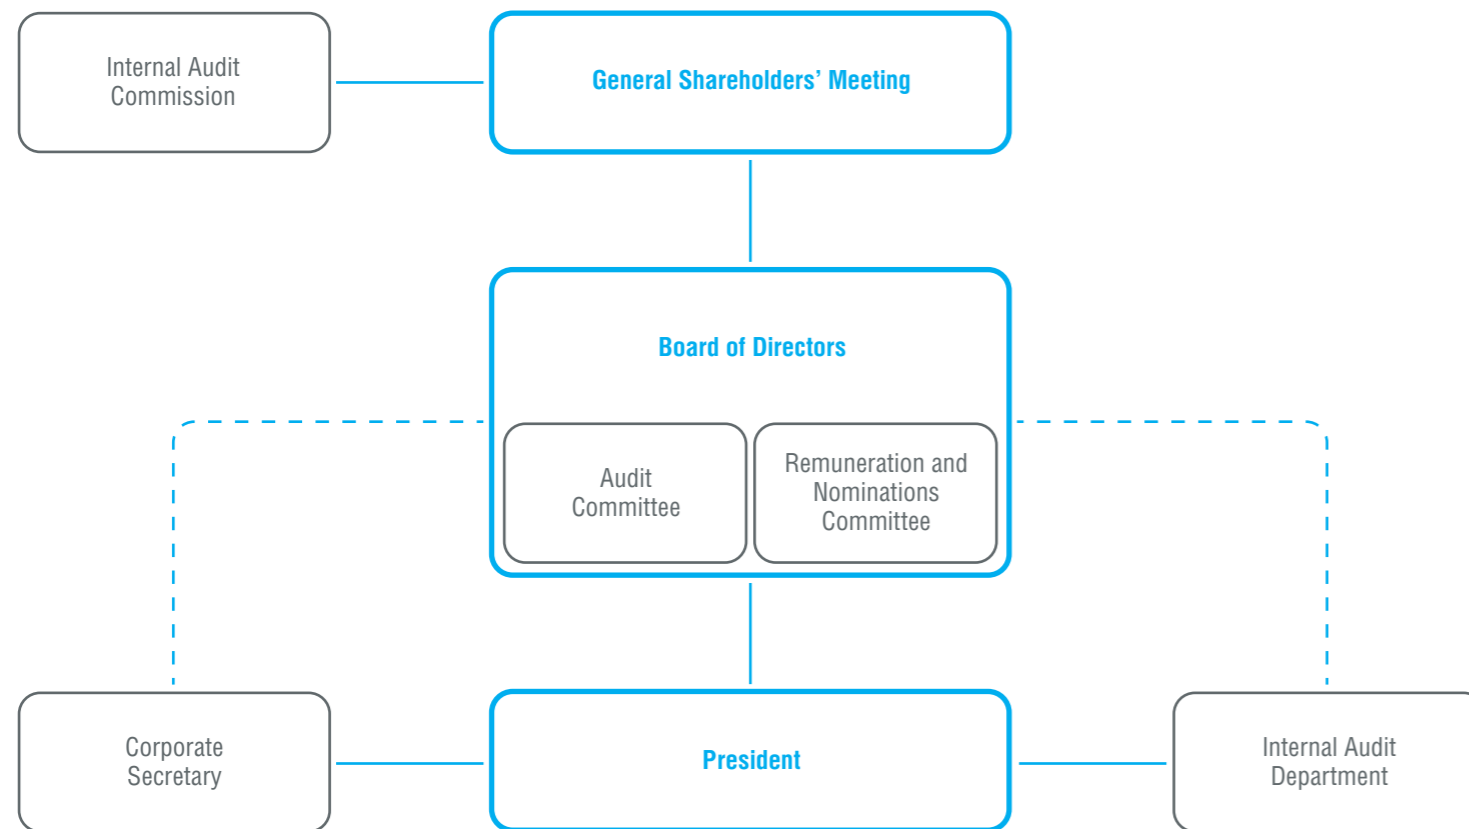 Internal Audit
Commission
General Shareholders’ Meeting
Board of Directors
Audit
Committee
Remuneration and
Nominations
Committee
Corporate
Secretary
President
Internal Audit
Department